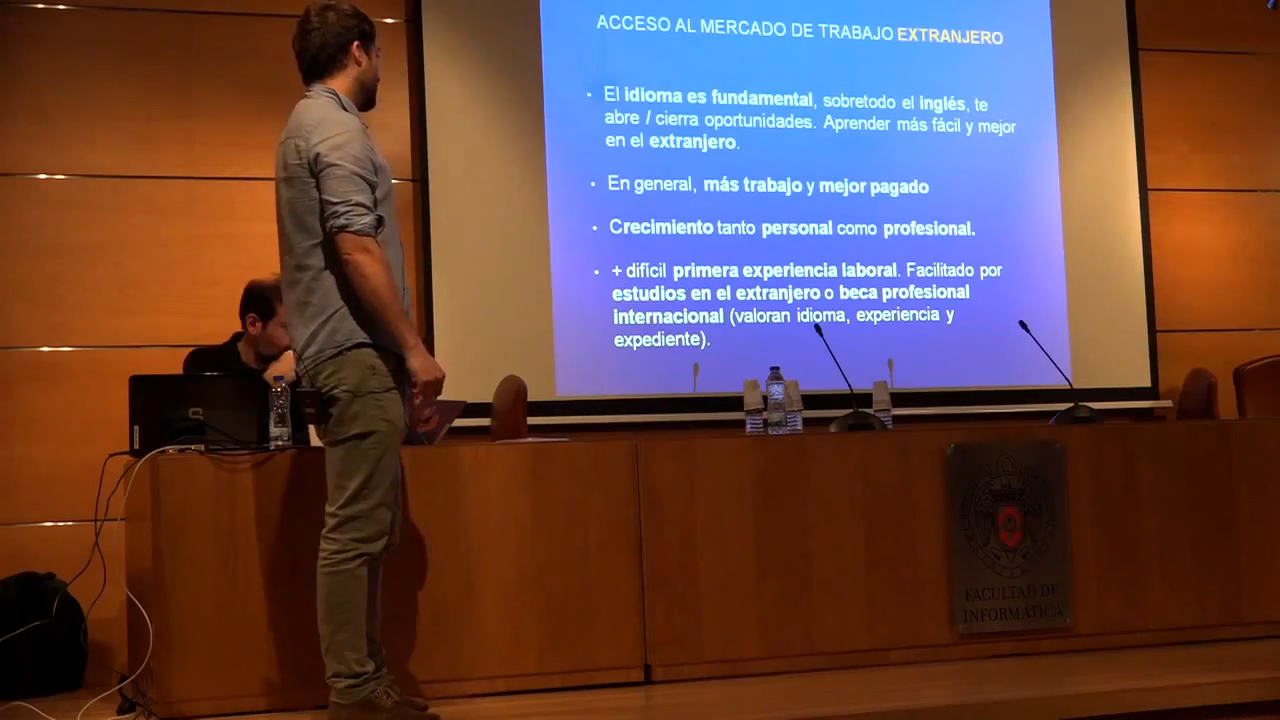 ACCESO AL MERCADO DE TRABAJO EXTRANJERO
• El idioma es fundamental, sobretodo el inglés, te
abre / cierra oportunidades. Aprender más fácil y mejor
en el extranjero.
• En general, más trabajo y mejor pagado
• Crecimiento tanto personal como profesional.
• + difícil primera experiencia laboral. Facilitado por
estudios en el extranjero o beca profesional
internacional (valoran idioma, experiencia y
expediente).
FACULTAD DE
INFORMÁTICA